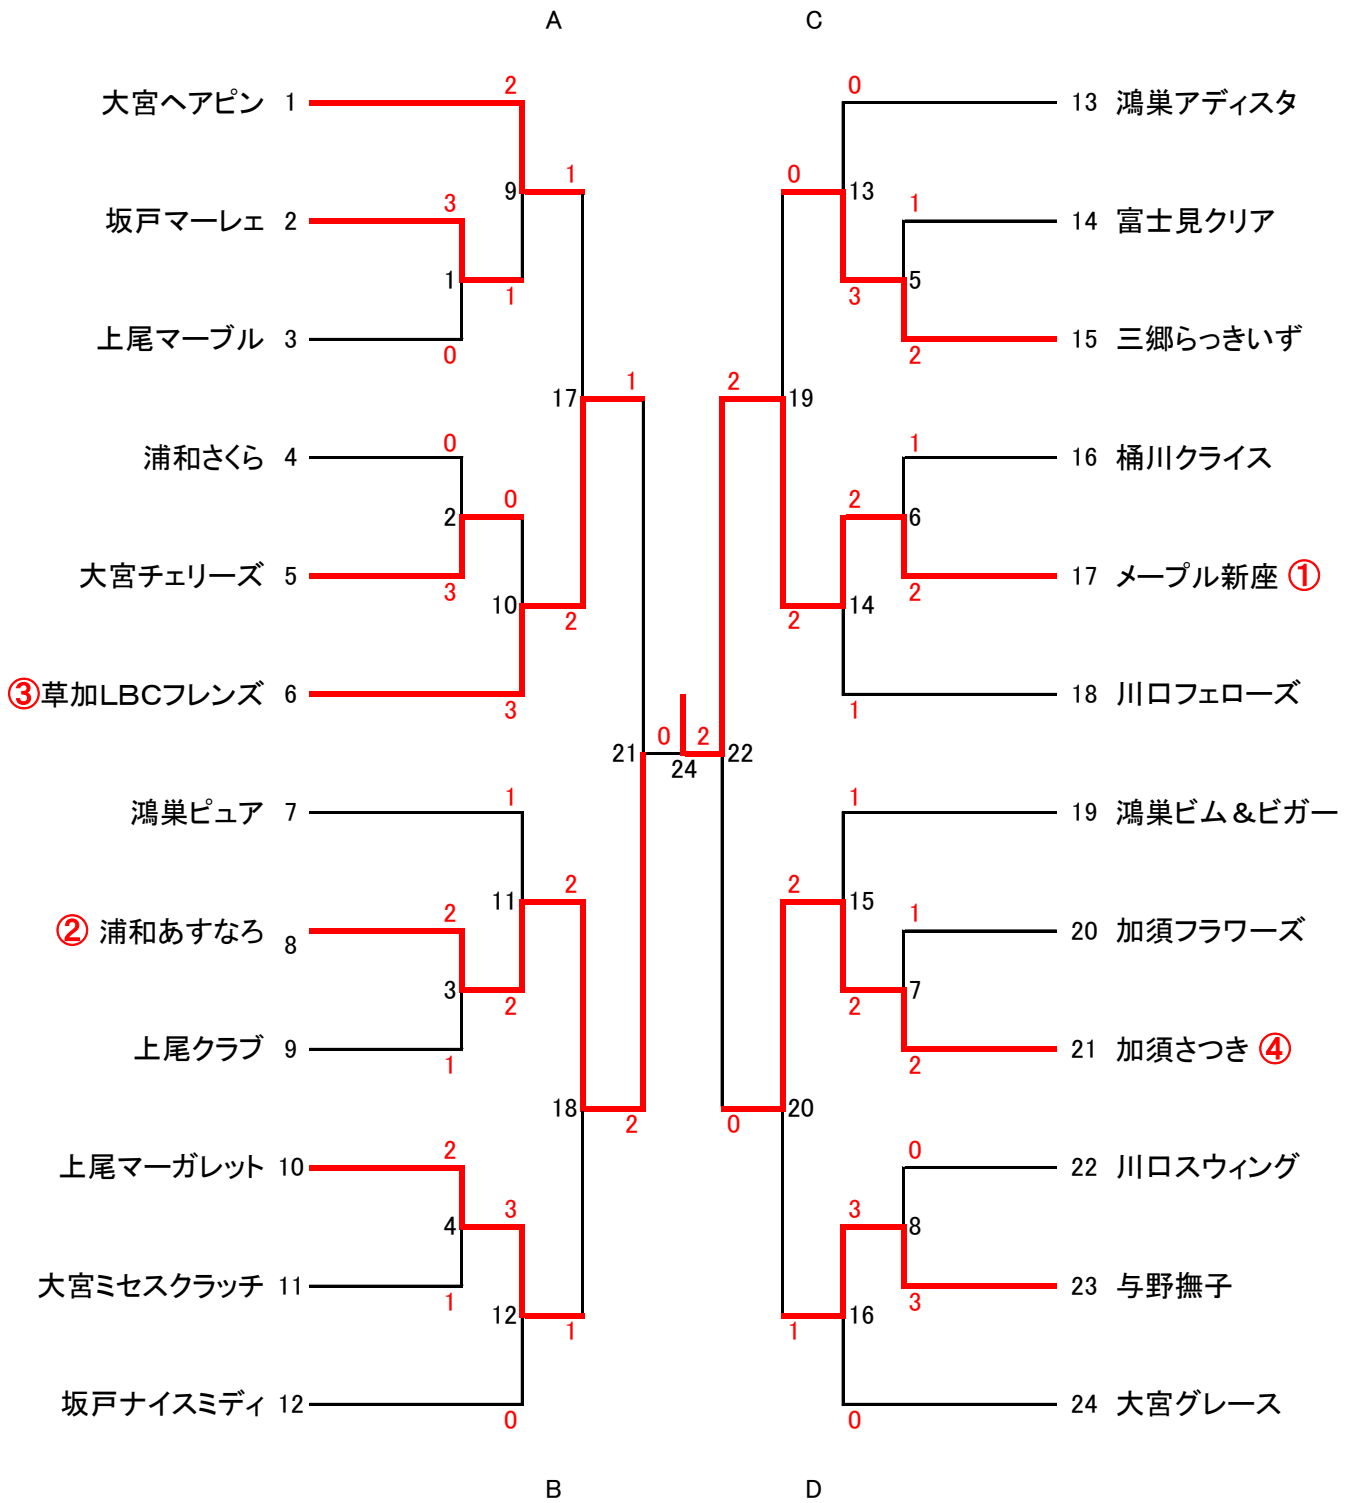 A
C
2
0
大宮ヘアピン 1
13 鴻巣アディスタ
1
0
9
13
3
1
坂戸マーレェ 2
14 富士見クリア
1
5
1
3
上尾マーブル 3
15 三郷らっきいず
0
2
1
2
17
19
0
1
浦和さくら 4
16 桶川クライス
0
2
2
6
大宮チェリーズ 5
17 メープル新座 ①
3
2
10
14
2
2
③草加LBCフレンズ 6
18 川口フェローズ
3
1
0 2
21
22
24
1
1
鴻巣ピュア 7
19 鴻巣ビム&ビガー
2
2
11
15
2
1
② 浦和あすなろ 8
20 加須フラワーズ
3
7
2
2
上尾クラブ 9
21 加須さつき ④
1
2
18
20
2
0
2
0
上尾マーガレット 10
22 川口スウィング
3
3
4
8
大宮ミセスクラッチ 11
23 与野撫子
1
3
12
16
1
1
坂戸ナイスミディ 12
24 大宮グレース
0
0
B
D